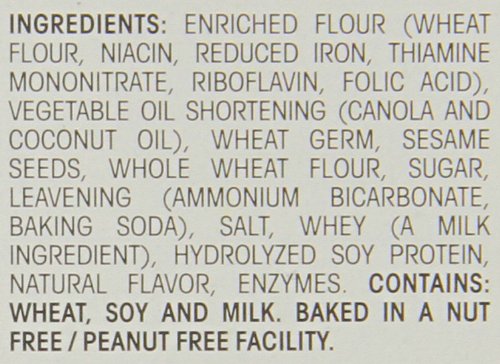 INGREDIENTS: ENRICHED FLOUR (WHEAT
FLOUR, NIACIN, REDUCED IRON, THIAMINE
MONONITRATE, RIBOFLAVIN, FOLIC ACID),
VEGETABLE OIL SHORTENING (CANOLA AND
COCONUT OIL), WHEAT GERM, SESAME
SEEDS, WHOLE WHEAT FLOUR, SUGAR,
LEAVENING (AMMONIUM BICARBONATE,
BAKING SODA), SALT, WHEY (A MILK
INGREDIENT), HYDROLYZED SOY PROTEIN,
NATURAL FLAVOR, ENZYMES. CONTAINS:
WHEAT, SOY AND MILK. BAKED IN A NUT
FREE / PEANUT FREE FACILITY.